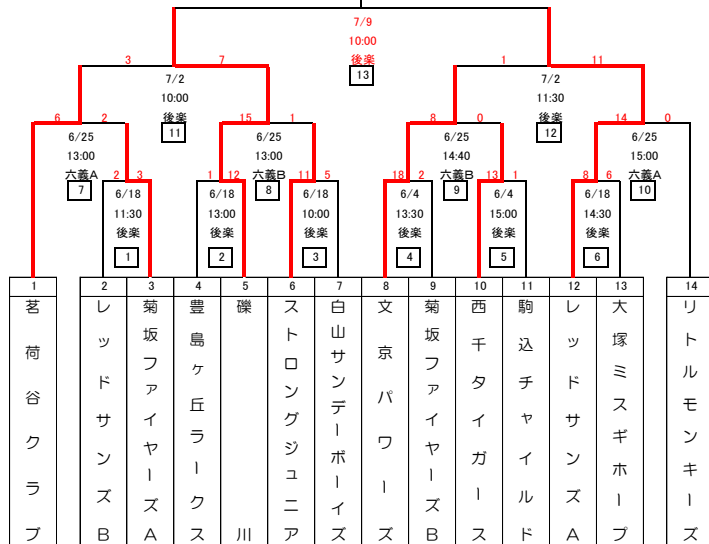 7/9
10:00
後楽
13
3 7
7/2
10:00
後楽
11
1 11
7/2
11:30
後楽
12
6 2
6/25
13:00
六義A
7
15 1
6/25
13:00
六義B
8
8 0
6/25
14:40
六義B
9
14 0
6/25
15:00
六義A
10
2 3
6/18
11:30
後楽
1
1 12
6/18
13:00
後楽
2
11 5
6/18
10:00
後楽
3
18 2
6/4
13:30
後楽
4
13 1
6/4
15:00
後楽
5
8 6
6/18
14:30
後楽
6
1
茗荷谷クラブ
2
レッドサンズB
3
菊坂ファイヤーズA
4
豊島ヶ丘ラークス
5
礫川
6
ストロングジュニア
7
白山サンデーボーイズ
8
文京パワーズ
9
菊坂ファイヤーズB
10
西千タイガース
11
駒込チャイルド
12
レッドサンズA
13
大塚ミスギホープ
14
リトルモンキーズ